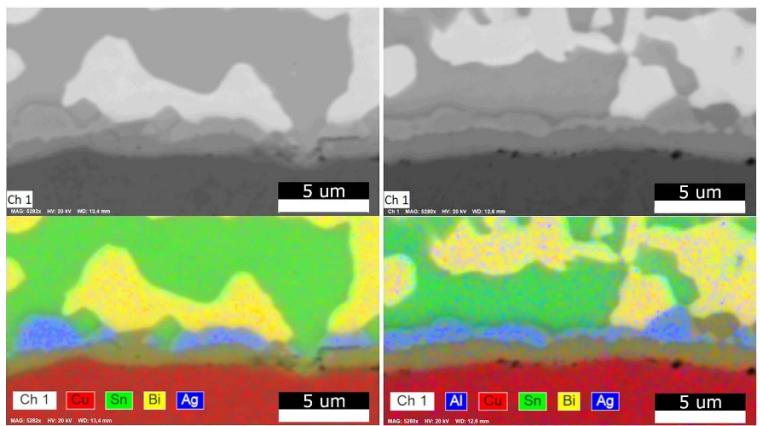 5 um
Ch 1
MAG: 5282x HV: 20 kV WD: 13,4 mm
5 um
Ch 1
Ch 1 MAG: 5280x HV: 20 kV WD: 12,6 mm
5 um
Ch 1 Cu Sn Bi Ag
MAG: 5282x HV: 20 kV WD: 13,4 mm
5 um
Ch 1 Al Cu Sn Bi Ag
MAG: 5280x HV: 20 kV WD: 12,6 mm